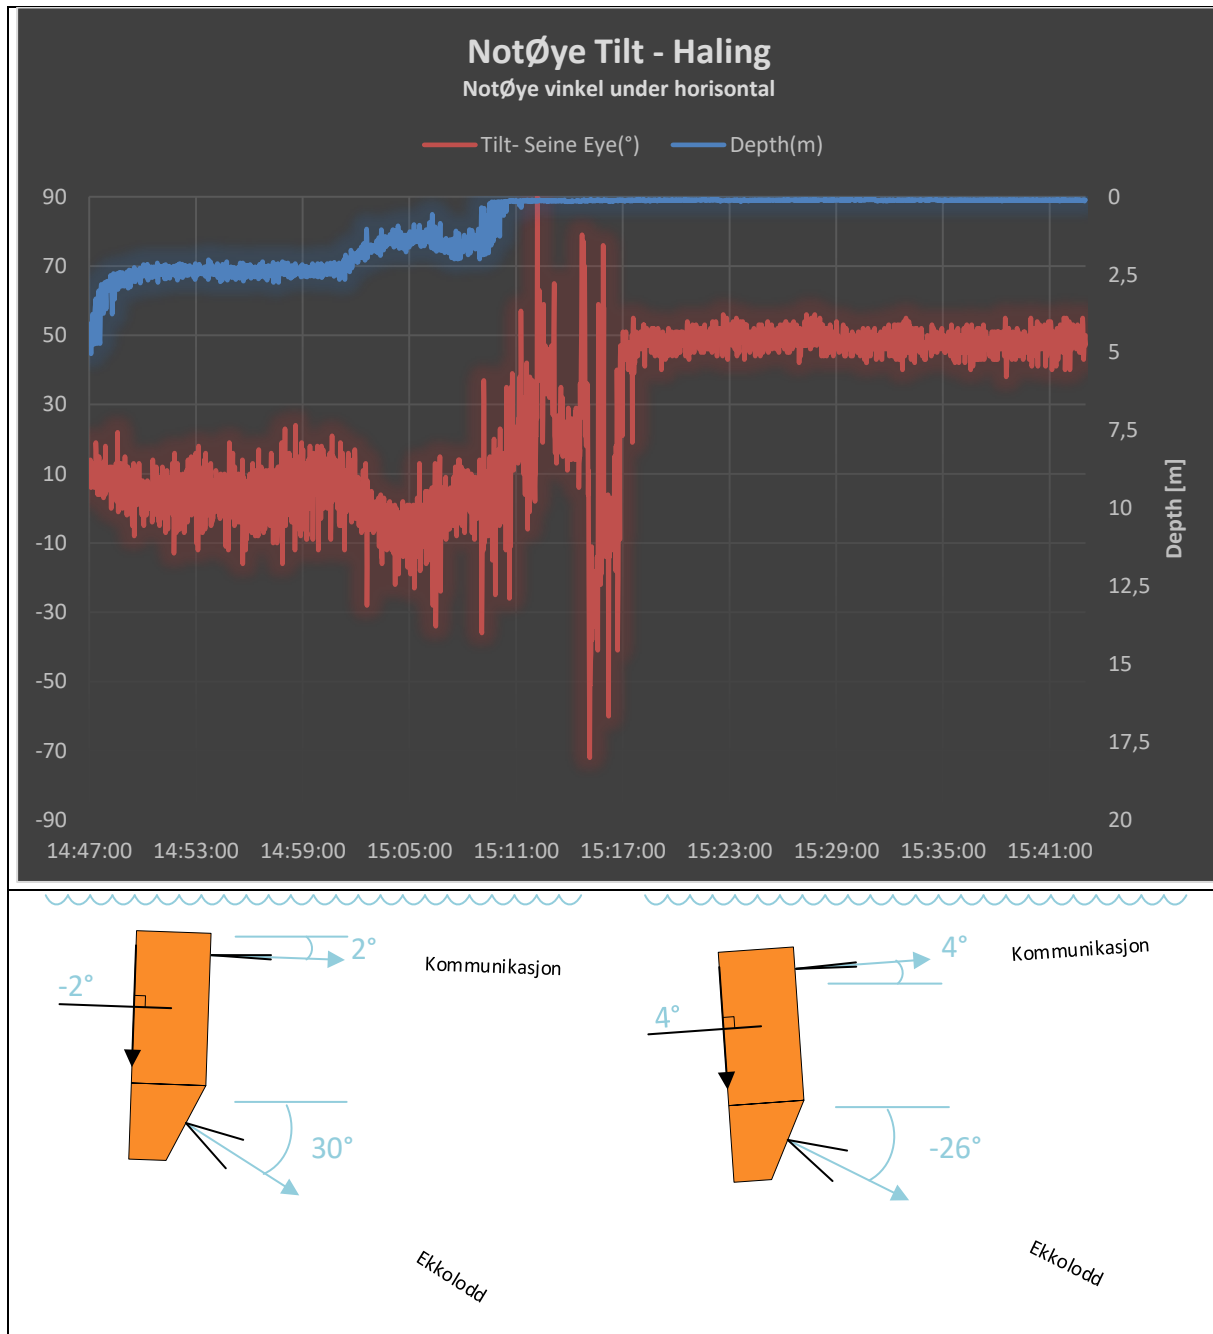 NotØye Tilt - Haling
NotØye vinkel under horisontal
Tilt- Seine Eye(°) Depth(m)
90 0
70 2,5
50 5
30 7,5
10 10
-10 12,5
-30 15
-50 17,5
-70 20
-90
Depth [m]
14:47:00 14:53:00 14:59:00 15:05:00 15:11:00 15:17:00 15:23:00 15:29:00 15:35:00 15:41:00
2° Kommunikasjon
-2°
30°
Ekkolodd
4° Kommunikasjon
4°
-26°
Ekkolodd